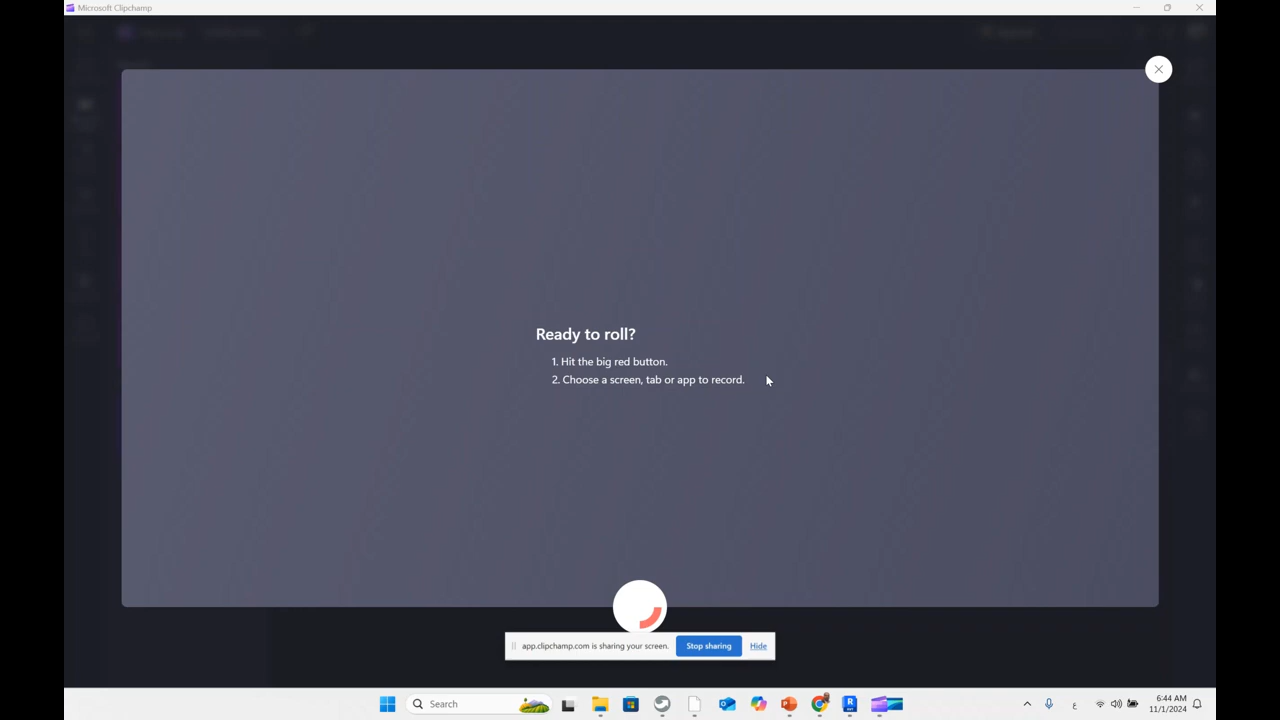 Microsoft Clipchamp
Ready to roll?
1. Hit the big red button.
2. Choose a screen, tab or app to record.
app.clipchamp.com is sharing your screen.
Stop sharing
Hide
Search
ع
6:44 AM
11/1/2024